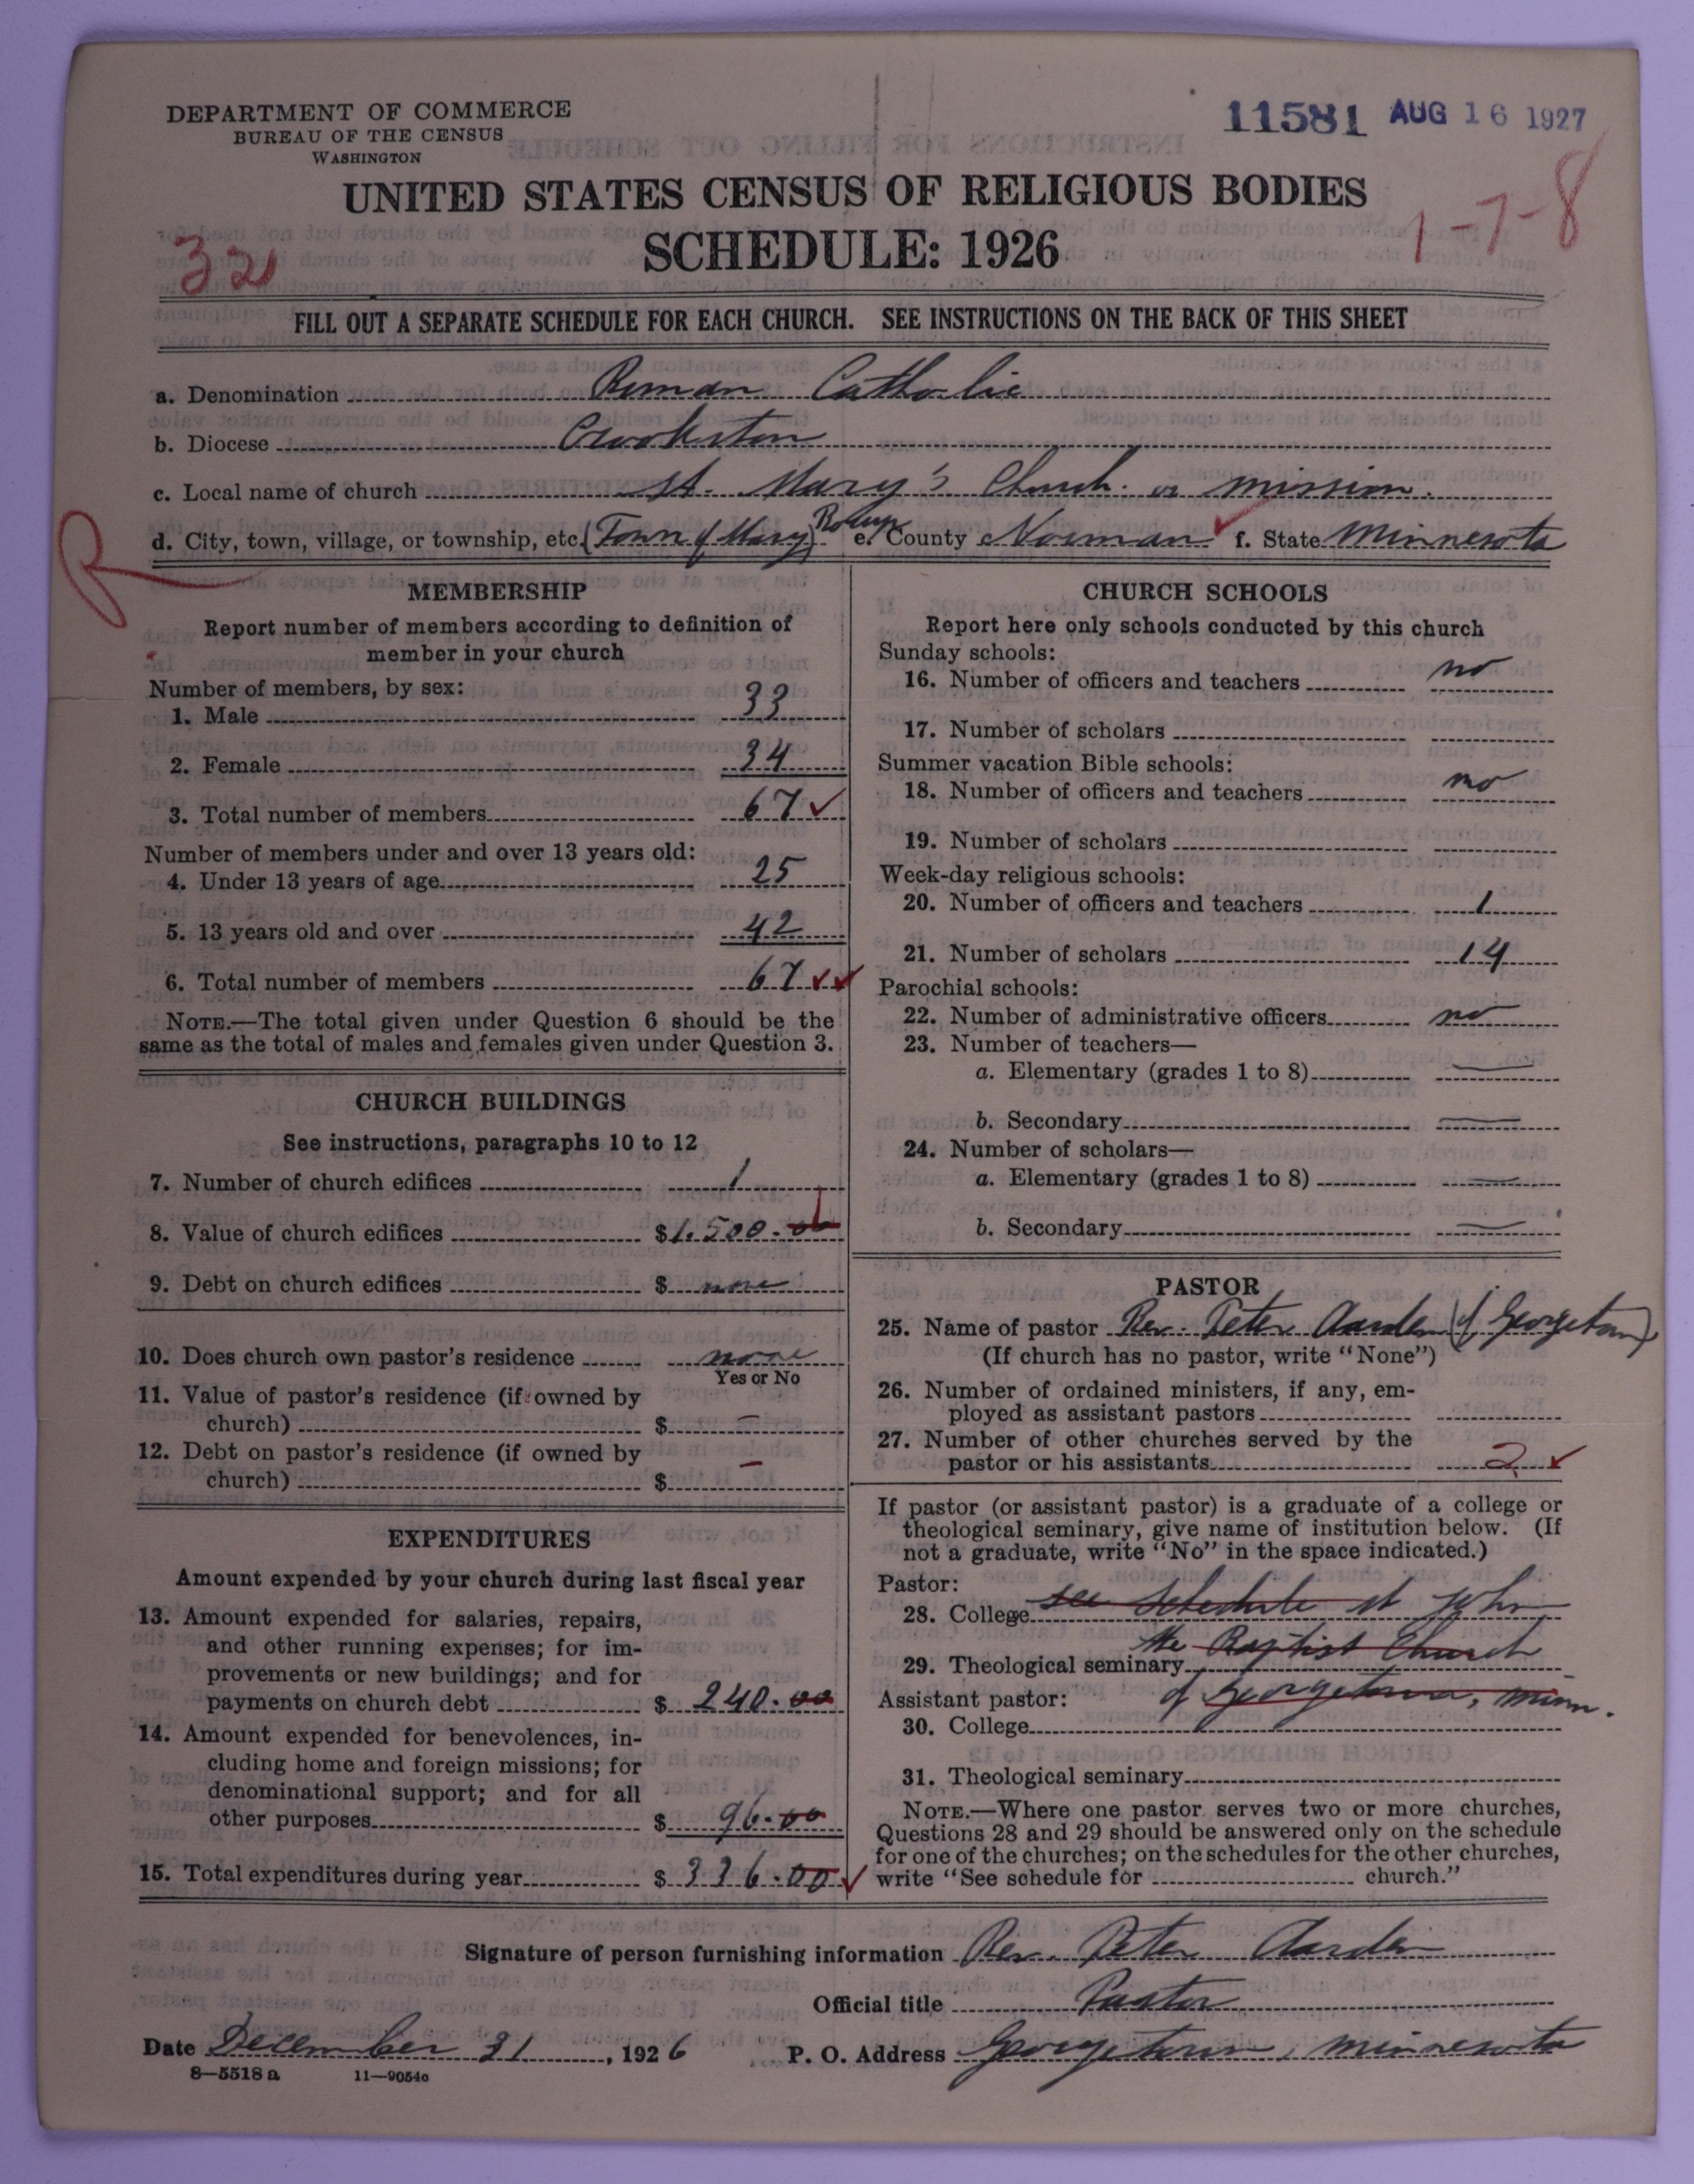 DEPARTMENT OF COMMERCE
BUREAU OF THE CENSUS
WASHINGTON
11581 AUG 16 1927
UNITED STATES CENSUS OF RELIGIOUS BODIES
SCHEDULE: 1926
32
1-7-8
FILL OUT A SEPARATE SCHEDULE FOR EACH CHURCH. SEE INSTRUCTIONS ON THE BACK OF THIS SHEET
a. Denomination Roman Catholic
b. Diocese Crookston
c. Local name of church St. Mary's Church or mission.
d. City, town, village, or township, etc. (Town of Mary) e. County Norman f. State Minnesota
R
MEMBERSHIP
Report number of members according to definition of
member in your church
Number of members, by sex:
1. Male 33
2. Female 34
3. Total number of members 67 ✓
Number of members under and over 13 years old:
4. Under 13 years of age 25
5. 13 years old and over 42
6. Total number of members 67 ✓✓
NOTE.—The total given under Question 6 should be the
same as the total of males and females given under Question 3.
CHURCH BUILDINGS
See instructions, paragraphs 10 to 12
7. Number of church edifices 1
8. Value of church edifices $ 1.500.00
9. Debt on church edifices $ none
10. Does church own pastor's residence none
Yes or No
11. Value of pastor's residence (if owned by
church) $ –
12. Debt on pastor's residence (if owned by
church) $ –
EXPENDITURES
Amount expended by your church during last fiscal year
13. Amount expended for salaries, repairs,
and other running expenses; for im-
provements or new buildings; and for
payments on church debt $ 240.00
14. Amount expended for benevolences, in-
cluding home and foreign missions; for
denominational support; and for all
other purposes $ 96.00
15. Total expenditures during year $ 336.00 ✓
CHURCH SCHOOLS
Report here only schools conducted by this church
Sunday schools:
16. Number of officers and teachers no
17. Number of scholars
Summer vacation Bible schools:
18. Number of officers and teachers no
19. Number of scholars
Week-day religious schools:
20. Number of officers and teachers 1
21. Number of scholars 14
Parochial schools:
22. Number of administrative officers no
23. Number of teachers—
a. Elementary (grades 1 to 8) —
b. Secondary —
24. Number of scholars—
a. Elementary (grades 1 to 8) —
b. Secondary —
PASTOR
25. Name of pastor Rev. Peter Aarden (of Georgetown)
(If church has no pastor, write "None")
26. Number of ordained ministers, if any, em-
ployed as assistant pastors
27. Number of other churches served by the
pastor or his assistants 2 ✓
If pastor (or assistant pastor) is a graduate of a college or
theological seminary, give name of institution below. (If
not a graduate, write "No" in the space indicated.)
Pastor:
28. College see Schedule St John
29. Theological seminary the Baptist Church
Assistant pastor: of Georgetown, Minn.
30. College
31. Theological seminary
NOTE.—Where one pastor serves two or more churches,
Questions 28 and 29 should be answered only on the schedule
for one of the churches; on the schedules for the other churches,
write "See schedule for church."
Signature of person furnishing information Rev. Peter Aarden
Official title Pastor
Date December 31, 1926 P. O. Address Georgetown, Minnesota
8—5518 a 11—9054c